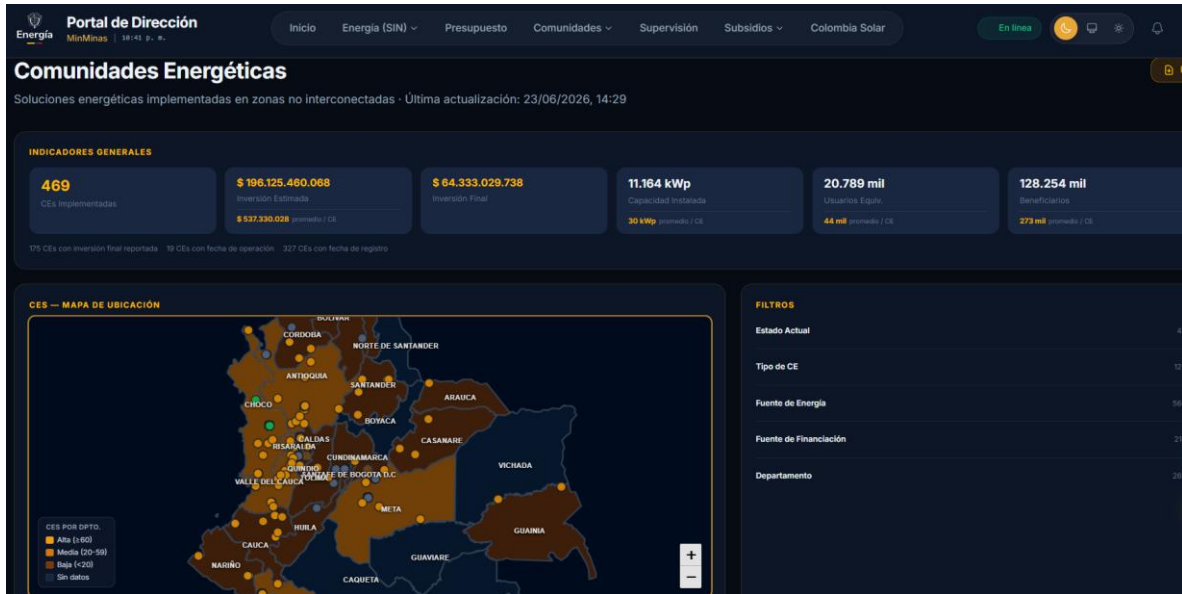 Energía
Portal de Dirección
MinMinas | 10:41 p. m.
Inicio
Energía (SIN)
Presupuesto
Comunidades
Supervisión
Subsidios
Colombia Solar
En línea
Comunidades Energéticas
Soluciones energéticas implementadas en zonas no interconectadas · Última actualización: 23/06/2026, 14:29
INDICADORES GENERALES
469
CEs Implementadas
$ 196.125.460.068
Inversión Estimada
$ 537.330.028 promedio / CE
$ 64.333.029.738
Inversión Final
11.164 kWp
Capacidad Instalada
30 kWp promedio / CE
20.789 mil
Usuarios Equiv.
44 mil promedio / CE
128.254 mil
Beneficiarios
273 mil promedio / CE
175 CEs con inversión final reportada 19 CEs con fecha de operación 327 CEs con fecha de registro
CES — MAPA DE UBICACIÓN
BOLIVAR
CORDOBA
NORTE DE SANTANDER
ANTIOQUIA
SANTANDER
ARAUCA
CHOCO
BOYACA
CALDAS
CASANARE
RISARALDA
CUNDINAMARCA
VICHADA
QUINDIO
SANTAFE DE BOGOTA D.C
TOLIMA
VALLE DEL CAUCA
META
HUILA
GUAINIA
CAUCA
GUAVIARE
NARIÑO
CAQUETA
CES POR DPTO.
Alta (≥60)
Media (20-59)
Baja (<20)
Sin datos
+
−
FILTROS
Estado Actual
Tipo de CE
Fuente de Energía
Fuente de Financiación
Departamento